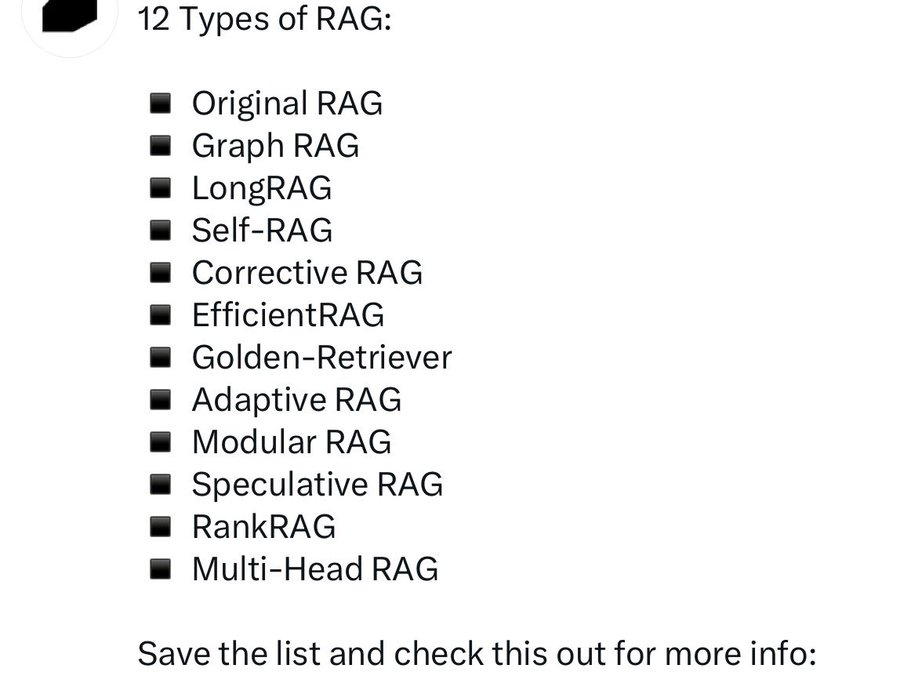 12 Types of RAG:
▪️ Original RAG
▪️ Graph RAG
▪️ LongRAG
▪️ Self-RAG
▪️ Corrective RAG
▪️ EfficientRAG
▪️ Golden-Retriever
▪️ Adaptive RAG
▪️ Modular RAG
▪️ Speculative RAG
▪️ RankRAG
▪️ Multi-Head RAG
Save the list and check this out for more info: